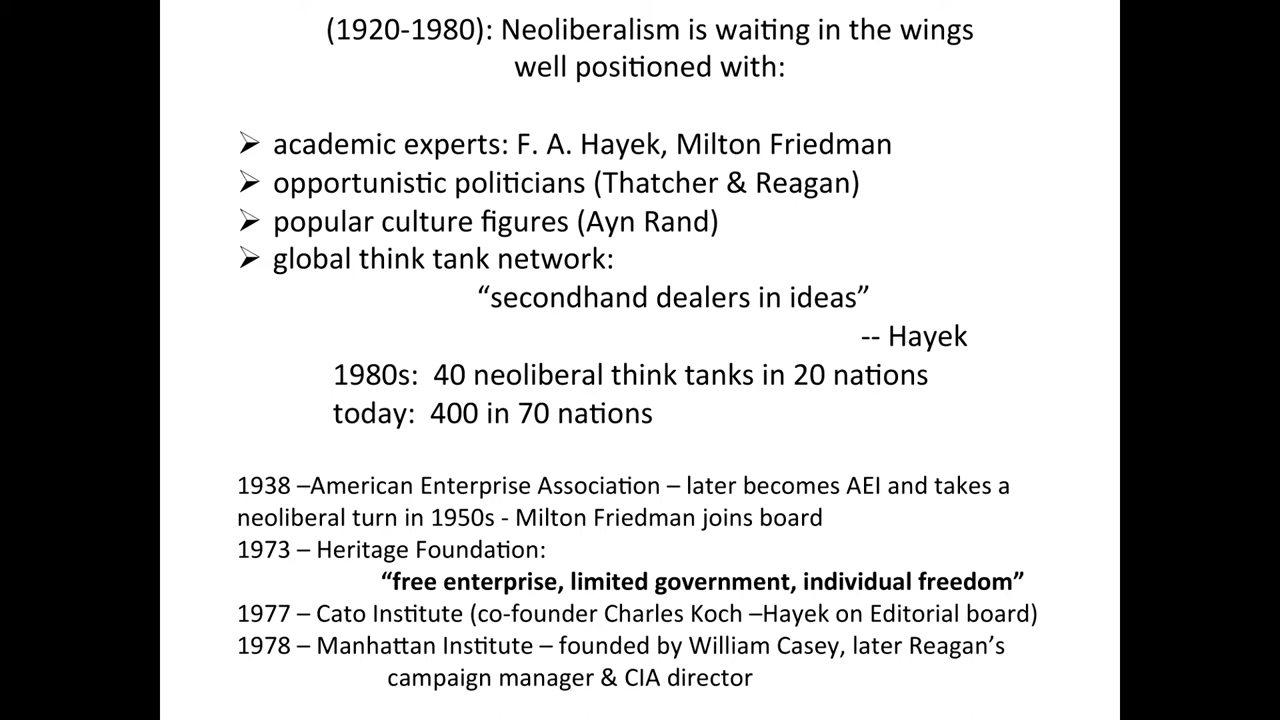 (1920-1980): Neoliberalism is waiting in the wings
well positioned with:
➢ academic experts: F. A. Hayek, Milton Friedman
➢ opportunistic politicians (Thatcher & Reagan)
➢ popular culture figures (Ayn Rand)
➢ global think tank network:
“secondhand dealers in ideas”
-- Hayek
1980s: 40 neoliberal think tanks in 20 nations
today: 400 in 70 nations
1938 –American Enterprise Association – later becomes AEI and takes a
neoliberal turn in 1950s - Milton Friedman joins board
1973 – Heritage Foundation:
“free enterprise, limited government, individual freedom”
1977 – Cato Institute (co-founder Charles Koch –Hayek on Editorial board)
1978 – Manhattan Institute – founded by William Casey, later Reagan’s
campaign manager & CIA director